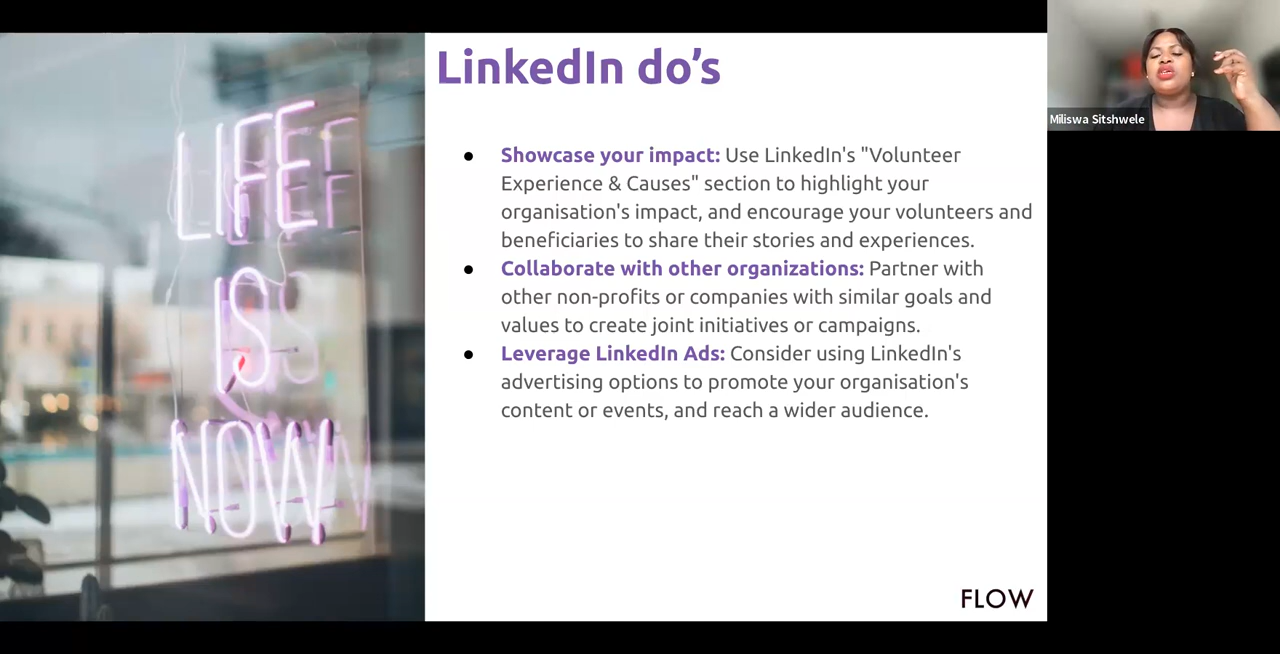 LinkedIn do’s
Miliswa Sitshwele
LIFE
IS
NOW
● Showcase your impact: Use LinkedIn's "Volunteer
Experience & Causes" section to highlight your
organisation's impact, and encourage your volunteers and
beneficiaries to share their stories and experiences.
● Collaborate with other organizations: Partner with
other non-profits or companies with similar goals and
values to create joint initiatives or campaigns.
● Leverage LinkedIn Ads: Consider using LinkedIn's
advertising options to promote your organisation's
content or events, and reach a wider audience.
FLOW